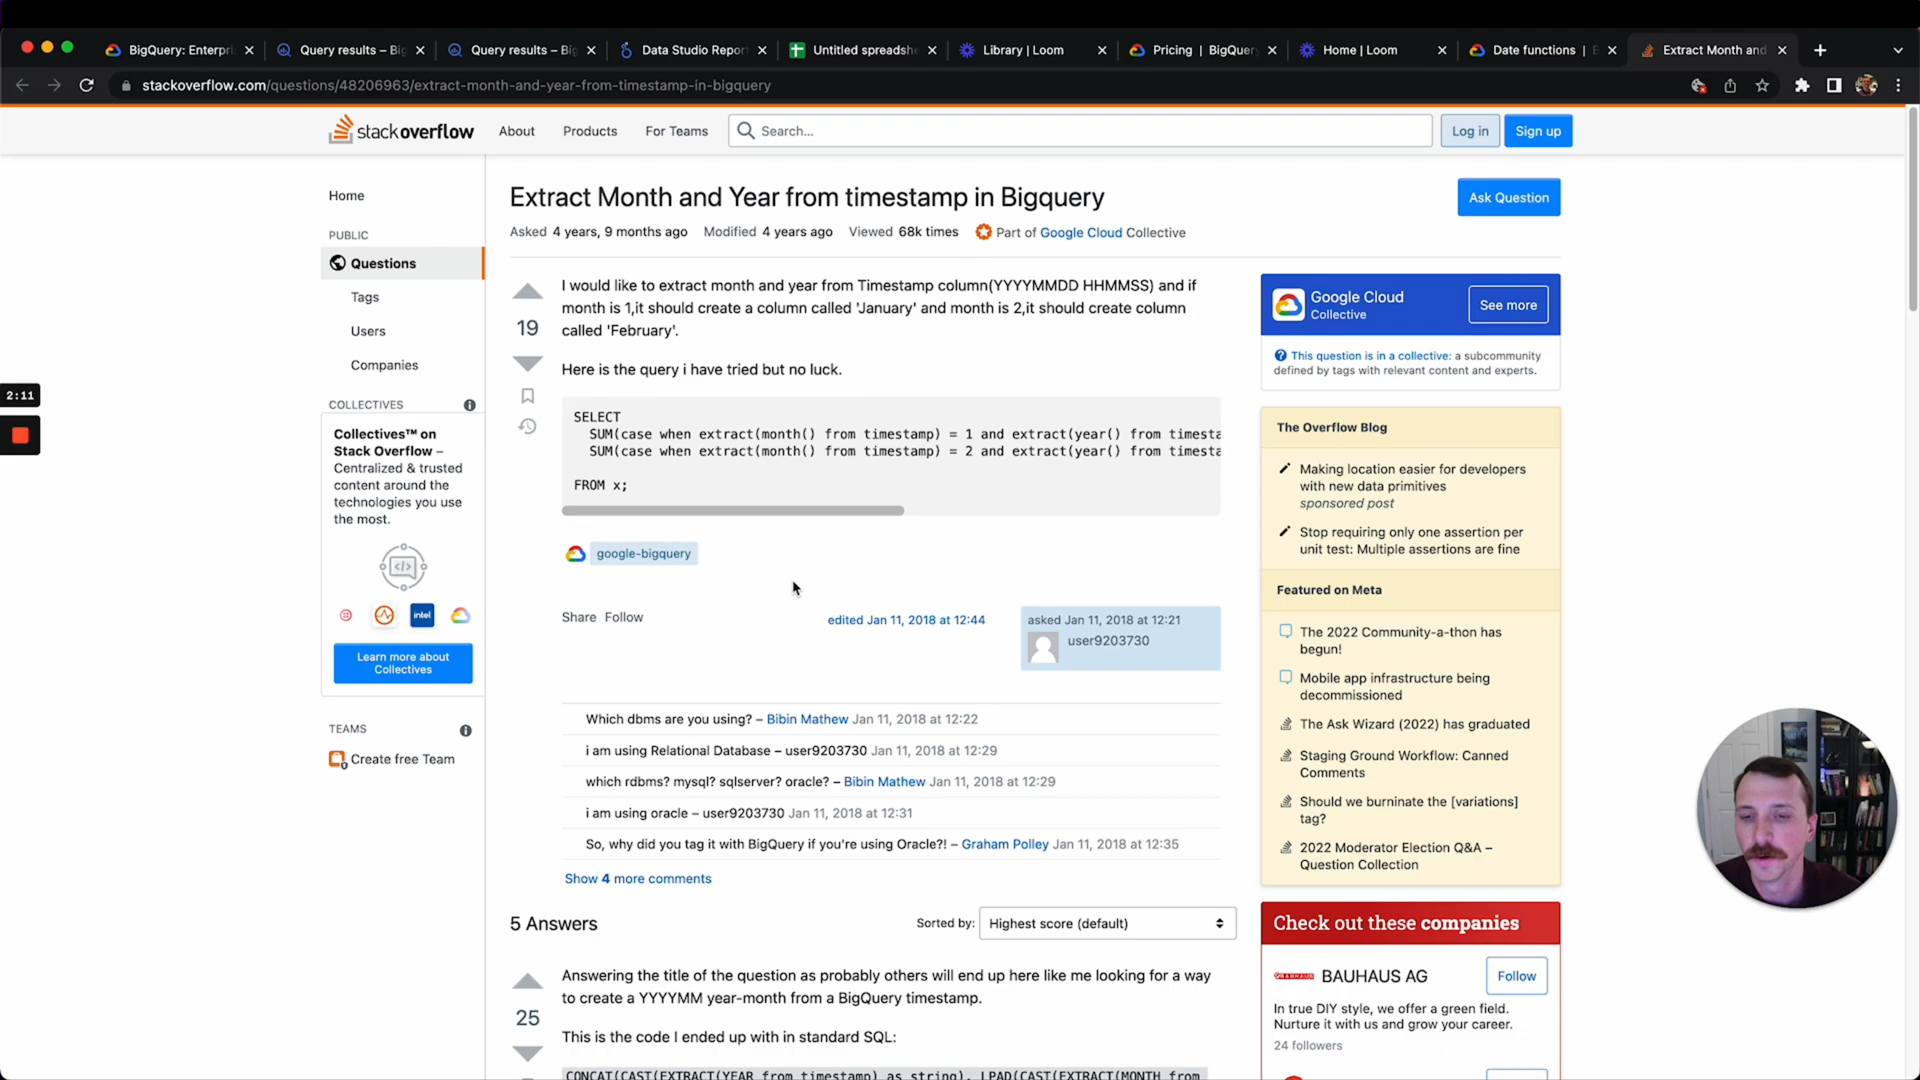 BigQuery: Enterpri
Query results – Big
Query results – Big
Data Studio Report
Untitled spreadshe
Library | Loom
Pricing | BigQuery
Home | Loom
Date functions | B
Extract Month and
stackoverflow.com/questions/48206963/extract-month-and-year-from-timestamp-in-bigquery
stackoverflow
About
Products
For Teams
Search...
Log in
Sign up
Home
PUBLIC
Questions
Tags
Users
Companies
COLLECTIVES
Collectives™ on
Stack Overflow –
Centralized & trusted
content around the
technologies you use
the most.
intel
Learn more about
Collectives
TEAMS
Create free Team
2:11
Extract Month and Year from timestamp in Bigquery
Ask Question
Asked 4 years, 9 months ago Modified 4 years ago Viewed 68k times Part of Google Cloud Collective
19
I would like to extract month and year from Timestamp column(YYYYMMDD HHMMSS) and if
month is 1,it should create a column called 'January' and month is 2,it should create column
called 'February'.
Here is the query i have tried but no luck.
SELECT
SUM(case when extract(month() from timestamp) = 1 and extract(year() from timesta
SUM(case when extract(month() from timestamp) = 2 and extract(year() from timesta
FROM x;
google-bigquery
Share Follow
edited Jan 11, 2018 at 12:44
asked Jan 11, 2018 at 12:21
user9203730
Which dbms are you using? – Bibin Mathew Jan 11, 2018 at 12:22
i am using Relational Database – user9203730 Jan 11, 2018 at 12:29
which rdbms? mysql? sqlserver? oracle? – Bibin Mathew Jan 11, 2018 at 12:29
i am using oracle – user9203730 Jan 11, 2018 at 12:31
So, why did you tag it with BigQuery if you're using Oracle?! – Graham Polley Jan 11, 2018 at 12:35
Show 4 more comments
5 Answers
Sorted by:
Highest score (default)
25
Answering the title of the question as probably others will end up here like me looking for a way
to create a YYYYMM year-month from a BigQuery timestamp.
This is the code I ended up with in standard SQL:
CONCAT(CAST(EXTRACT(YEAR from timestamp) as string), LPAD(CAST(EXTRACT(MONTH from
Google Cloud
Collective
See more
This question is in a collective: a subcommunity
defined by tags with relevant content and experts.
The Overflow Blog
Making location easier for developers
with new data primitives
sponsored post
Stop requiring only one assertion per
unit test: Multiple assertions are fine
Featured on Meta
The 2022 Community-a-thon has
begun!
Mobile app infrastructure being
decommissioned
The Ask Wizard (2022) has graduated
Staging Ground Workflow: Canned
Comments
Should we burninate the [variations]
tag?
2022 Moderator Election Q&A –
Question Collection
Check out these companies
BAUHAUS
BAUHAUS AG
Follow
In true DIY style, we offer a green field.
Nurture it with us and grow your career.
24 followers